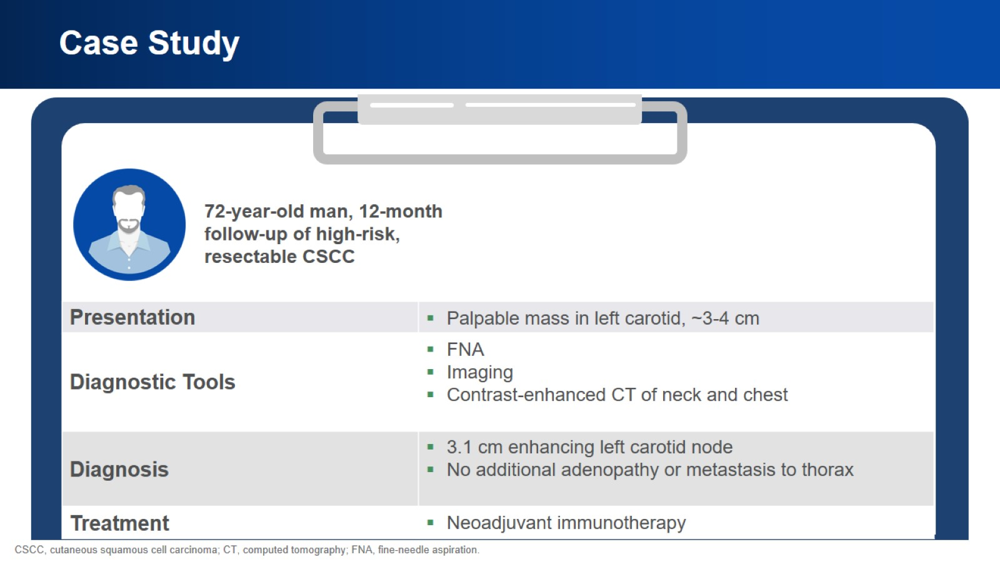 Case Study
72-year-old man, 12-month
follow-up of high-risk,
resectable CSCC
Presentation
▪ Palpable mass in left carotid, ~3-4 cm
Diagnostic Tools
▪ FNA
▪ Imaging
▪ Contrast-enhanced CT of neck and chest
Diagnosis
▪ 3.1 cm enhancing left carotid node
▪ No additional adenopathy or metastasis to thorax
Treatment
▪ Neoadjuvant immunotherapy
CSCC, cutaneous squamous cell carcinoma; CT, computed tomography; FNA, fine-needle aspiration.